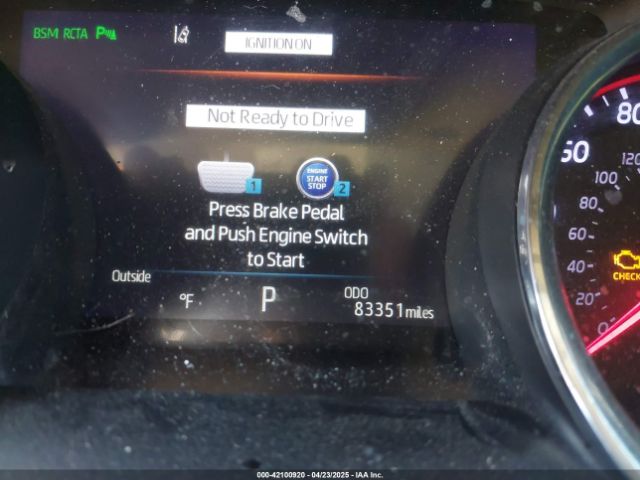 BSM RCTA P
IGNITION ON
Not Ready to Drive
1
ENGINE
START
STOP
2
Press Brake Pedal
and Push Engine Switch
to Start
Outside
°F
P
ODO
83351 miles
80
60
120
100
80
60
40
20
0
CHECK
000-42100920 - 04/23/2025 - IAA Inc.